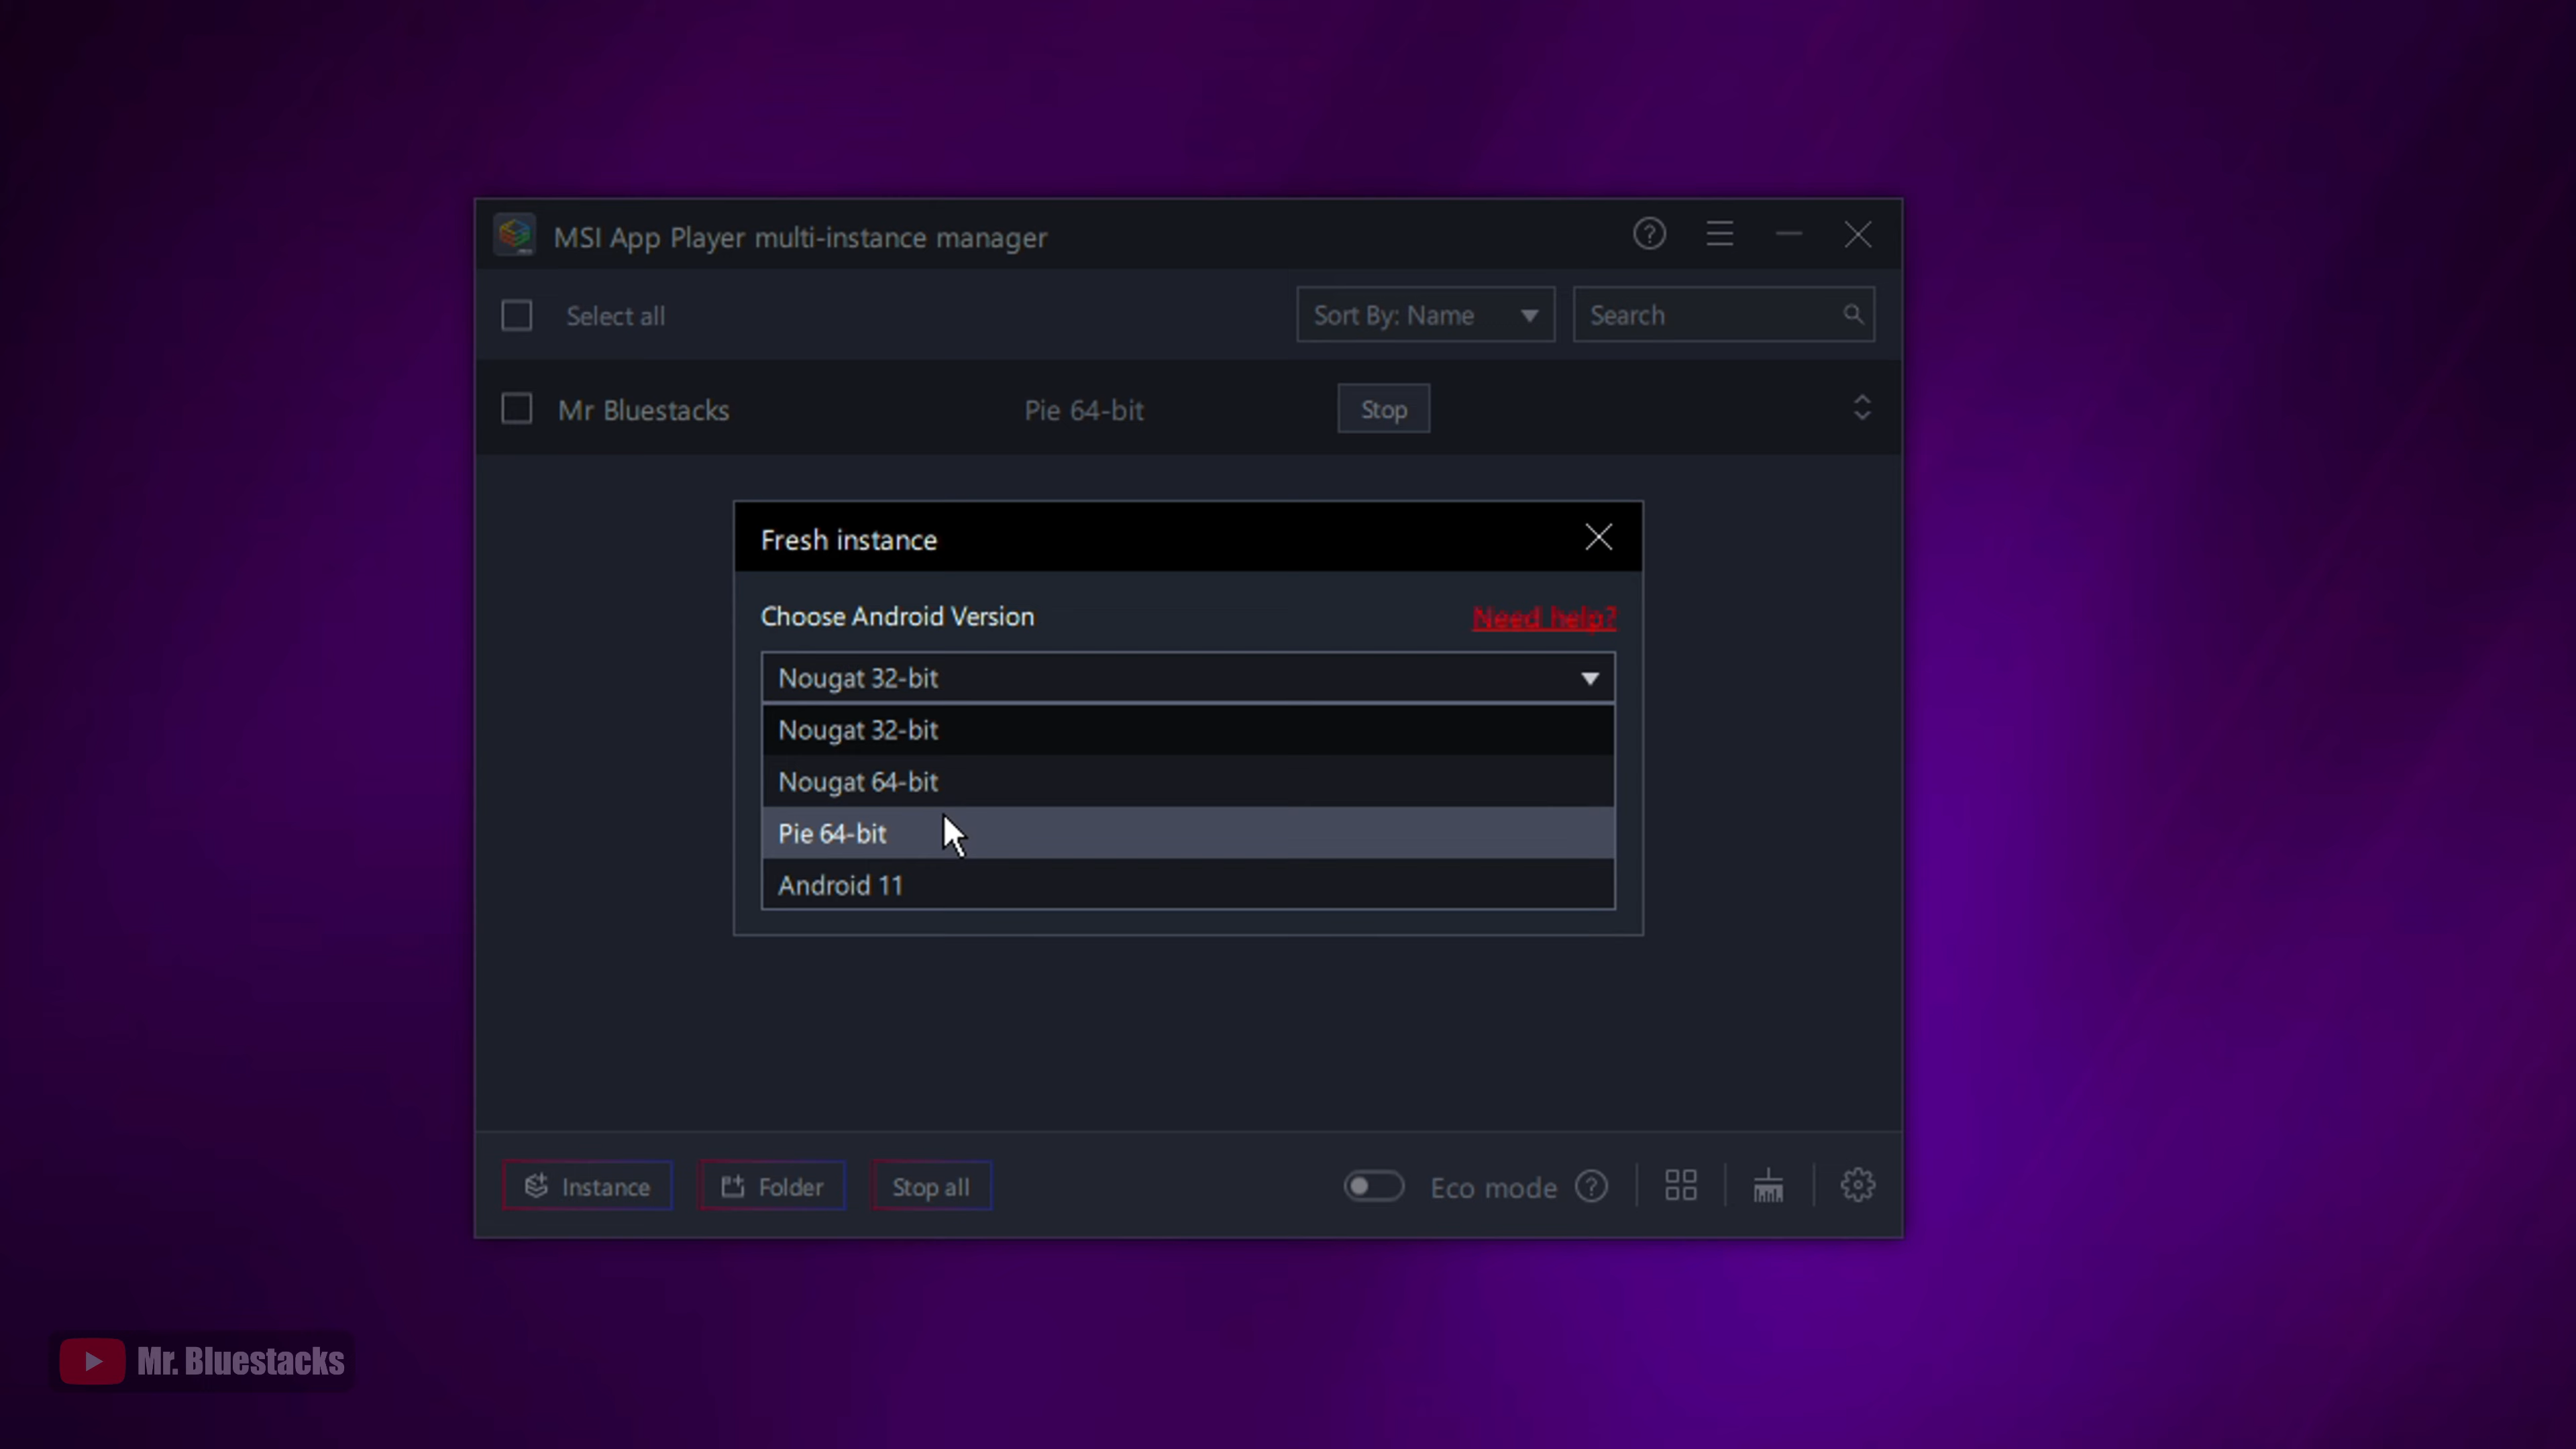 MSI App Player multi-instance manager
Select all
Sort By: Name
Search
Mr Bluestacks
Pie 64-bit
Stop
Fresh instance
Choose Android Version
Need help?
Nougat 32-bit
Nougat 32-bit
Nougat 64-bit
Pie 64-bit
Android 11
Instance
Folder
Stop all
Eco mode
Mr. Bluestacks